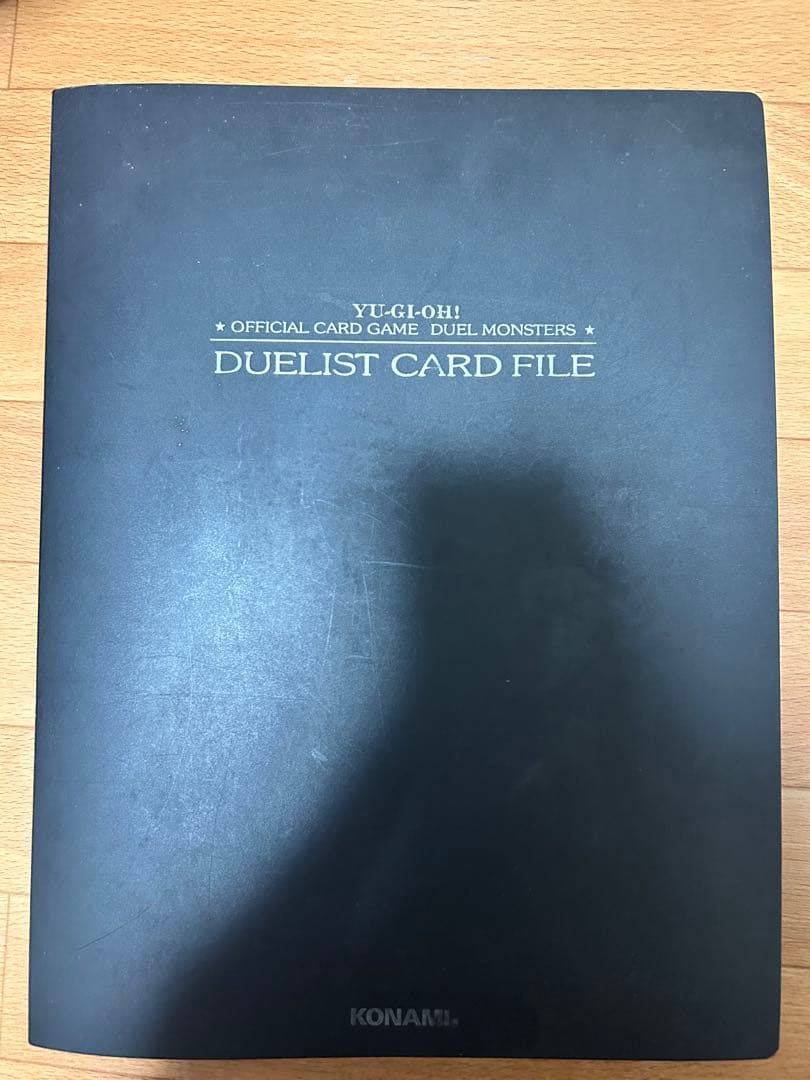 YU-GI-OH!
★ OFFICIAL CARD GAME DUEL MONSTERS ★
DUELIST CARD FILE
KONAMI®